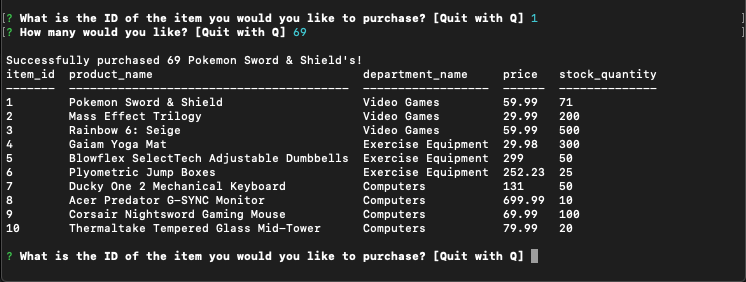 [? What is the ID of the item you would you like to purchase? [Quit with Q] 1 ]
[? How many would you like? [Quit with Q] 69 ]
Successfully purchased 69 Pokemon Sword & Shield's!
item_id product_name department_name price stock_quantity
------- ---------------------------------------- ------------------ ------ --------------
1 Pokemon Sword & Shield Video Games 59.99 71
2 Mass Effect Trilogy Video Games 29.99 200
3 Rainbow 6: Seige Video Games 59.99 500
4 Gaiam Yoga Mat Exercise Equipment 29.98 300
5 Blowflex SelectTech Adjustable Dumbbells Exercise Equipment 299 50
6 Plyometric Jump Boxes Exercise Equipment 252.23 25
7 Ducky One 2 Mechanical Keyboard Computers 131 50
8 Acer Predator G-SYNC Monitor Computers 699.99 10
9 Corsair Nightsword Gaming Mouse Computers 69.99 100
10 Thermaltake Tempered Glass Mid-Tower Computers 79.99 20
? What is the ID of the item you would you like to purchase? [Quit with Q]